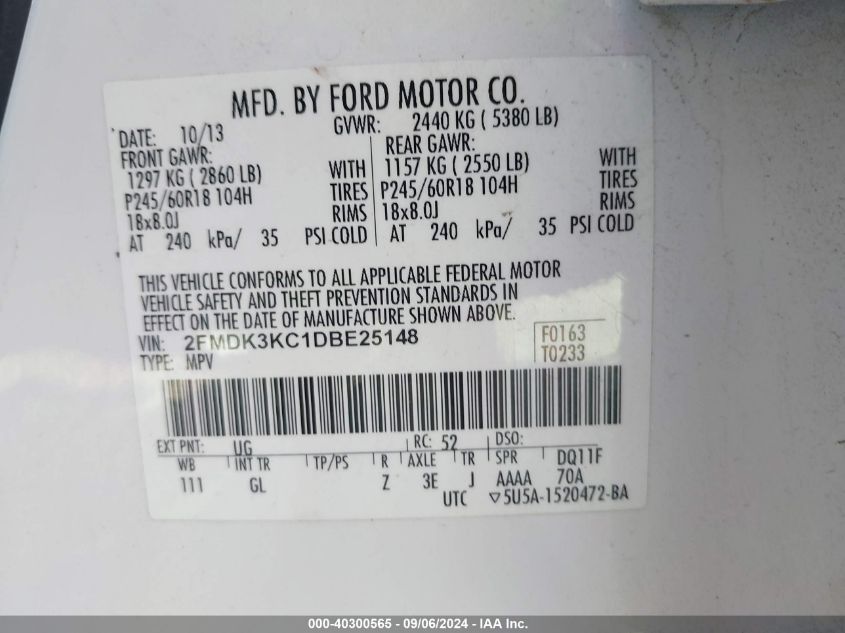 MFD. BY FORD MOTOR CO.
DATE: 10/13 GVWR: 2440 KG ( 5380 LB)
FRONT GAWR: REAR GAWR:
1297 KG ( 2860 LB) WITH 1157 KG ( 2550 LB) WITH
P245/60R18 104H TIRES P245/60R18 104H TIRES
18x8.0J RIMS 18x8.0J RIMS
AT 240 kPa/ 35 PSI COLD AT 240 kPa/ 35 PSI COLD
THIS VEHICLE CONFORMS TO ALL APPLICABLE FEDERAL MOTOR
VEHICLE SAFETY AND THEFT PREVENTION STANDARDS IN
EFFECT ON THE DATE OF MANUFACTURE SHOWN ABOVE.
VIN: 2FMDK3KC1DBE25148 F0163
TYPE: MPV T0233
EXT PNT: UG RC: 52 DSO:
WB INT TR TP/PS R AXLE TR SPR DQ11F
111 GL Z 3E J AAAA 70A
UTC ▽5U5A-1520472-BA
000-40300565 - 09/06/2024 - IAA Inc.